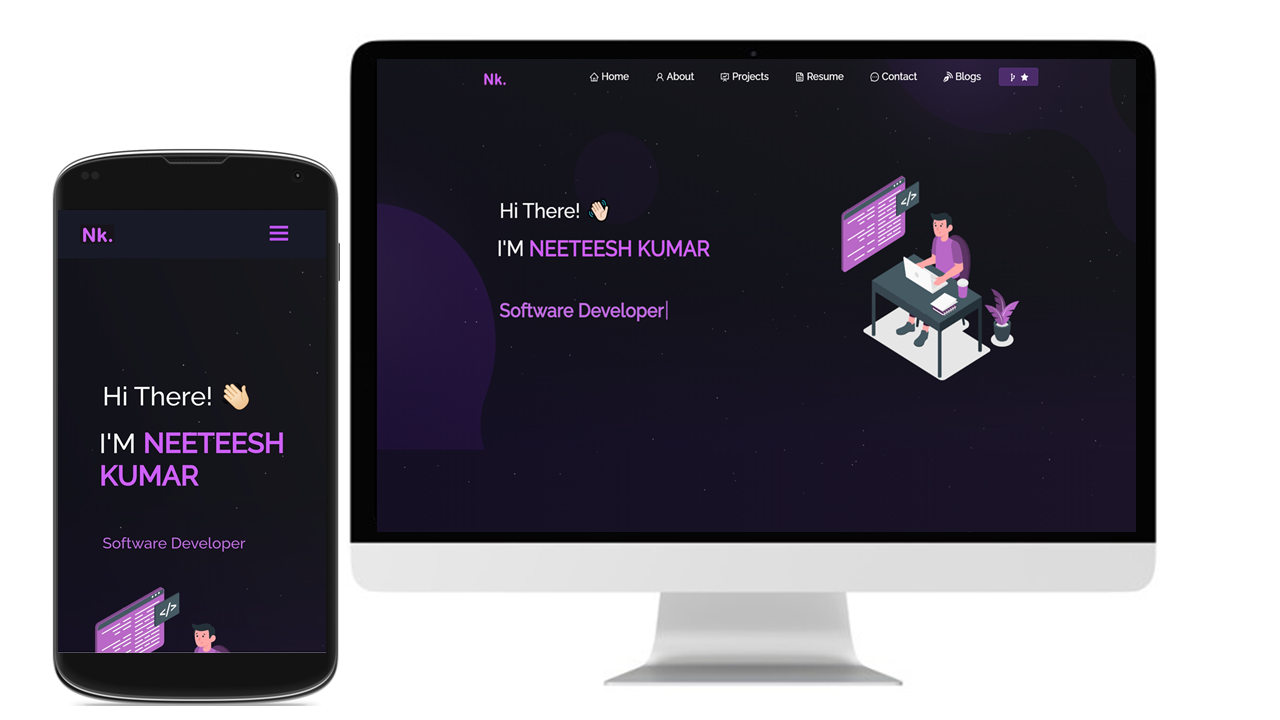 Nk.
Hi There! 👋🏻
I'M NEETEESH
KUMAR
Software Developer
</>
Nk.
Home About Projects Resume Contact Blogs
Hi There! 👋🏻
I'M NEETEESH KUMAR
Software Developer|
</>